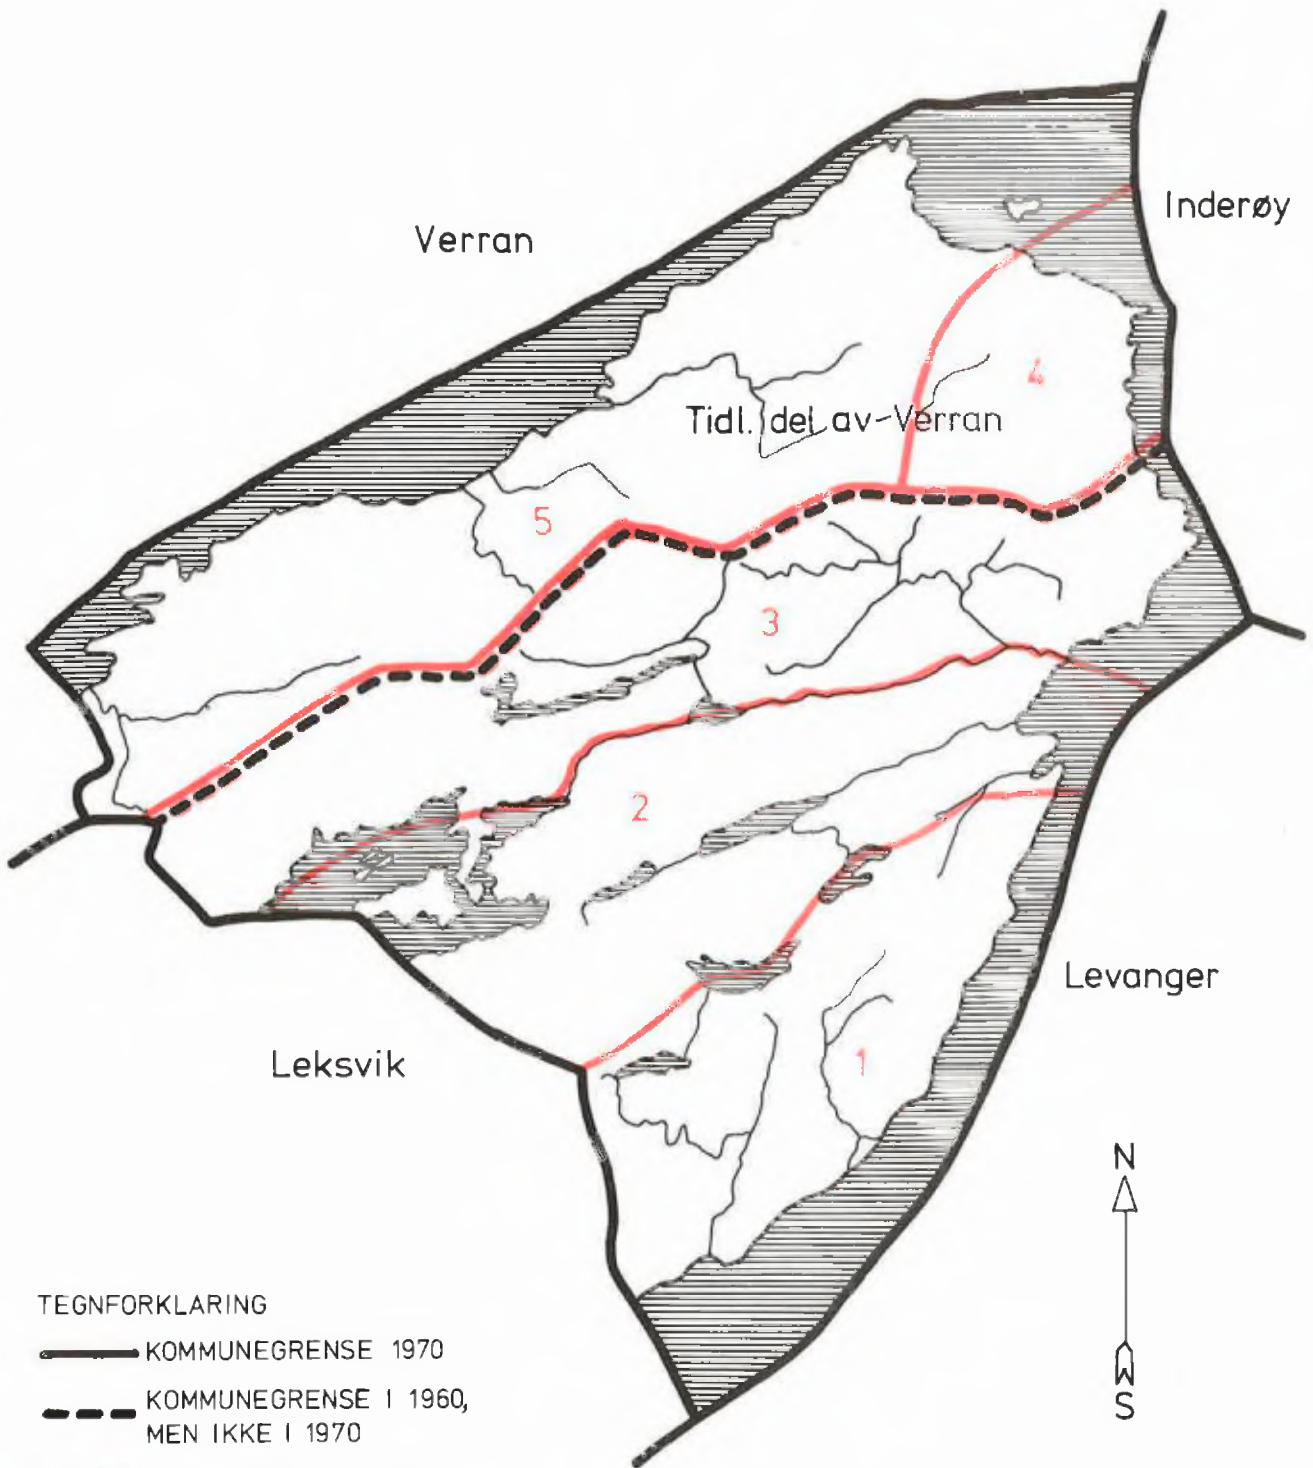 Inderøy
Verran
4
Tidl. del av Verran
5
3
2
Levanger
Leksvik
1
N
S
TEGNFORKLARING
KOMMUNEGRENSE 1970
KOMMUNEGRENSE I 1960,
MEN IKKE I 1970